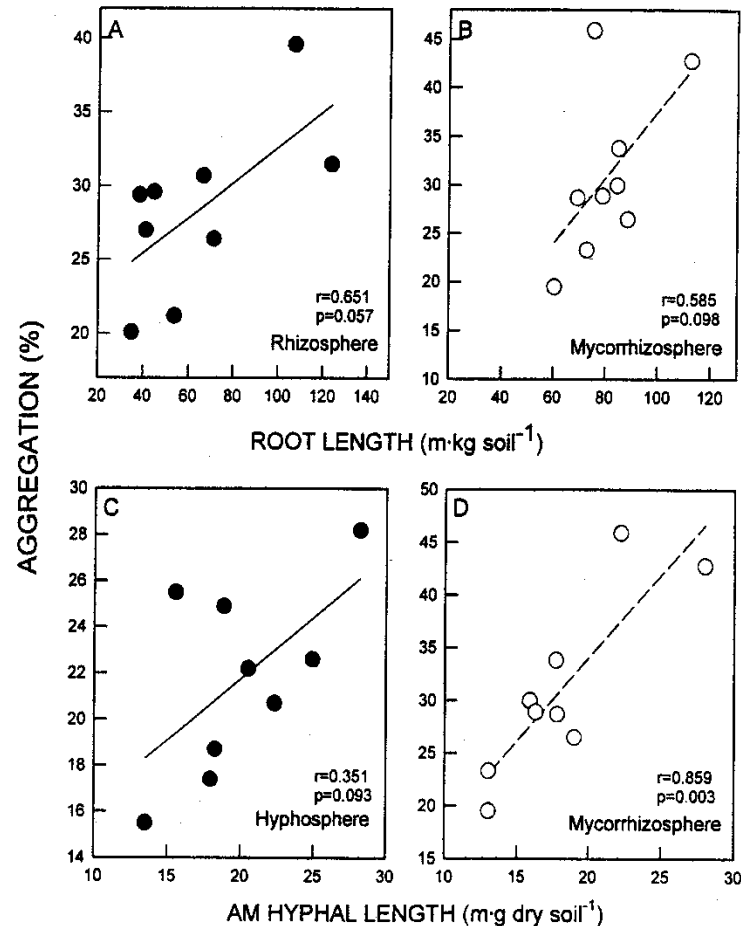 AGGREGATION (%)
A
40
35
30
25
20
20 40 60 80 100 120 140
r=0.651
p=0.057
Rhizosphere
B
45
40
35
30
25
20
15
10
20 40 60 80 100 120
r=0.585
p=0.098
Mycorrhizosphere
ROOT LENGTH (m·kg soil⁻¹)
C
30
28
26
24
22
20
18
16
14
10 15 20 25 30
r=0.351
p=0.093
Hyphosphere
D
50
45
40
35
30
25
20
15
10 15 20 25 30
r=0.859
p=0.003
Mycorrhizosphere
AM HYPHAL LENGTH (m·g dry soil⁻¹)